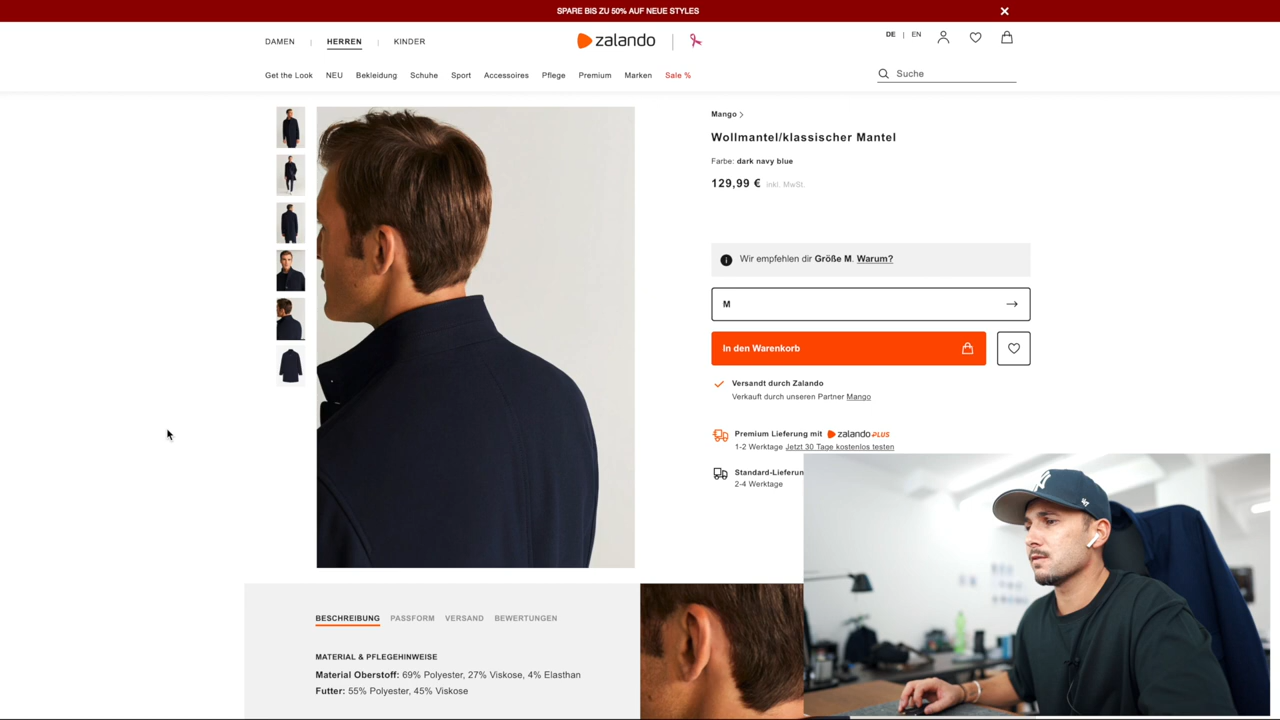 SPARE BIS ZU 50% AUF NEUE STYLES
DAMEN | HERREN | KINDER
zalando
DE | EN
Get the Look NEU Bekleidung Schuhe Sport Accessoires Pflege Premium Marken Sale %
Suche
Mango
Wollmantel/klassischer Mantel
Farbe: dark navy blue
129,99 € inkl. MwSt.
Wir empfehlen dir Größe M. Warum?
M
In den Warenkorb
Versandt durch Zalando
Verkauft durch unseren Partner Mango
Premium Lieferung mit zalando PLUS
1-2 Werktage Jetzt 30 Tage kostenlos testen
Standard-Lieferun
2-4 Werktage
BESCHREIBUNG PASSFORM VERSAND BEWERTUNGEN
MATERIAL & PFLEGEHINWEISE
Material Oberstoff: 69% Polyester, 27% Viskose, 4% Elasthan
Futter: 55% Polyester, 45% Viskose